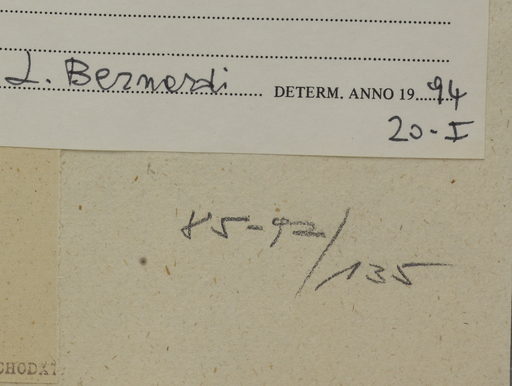 L. Bernardi DETERM. ANNO 19 94
20-I
85-92/135
CHODAT